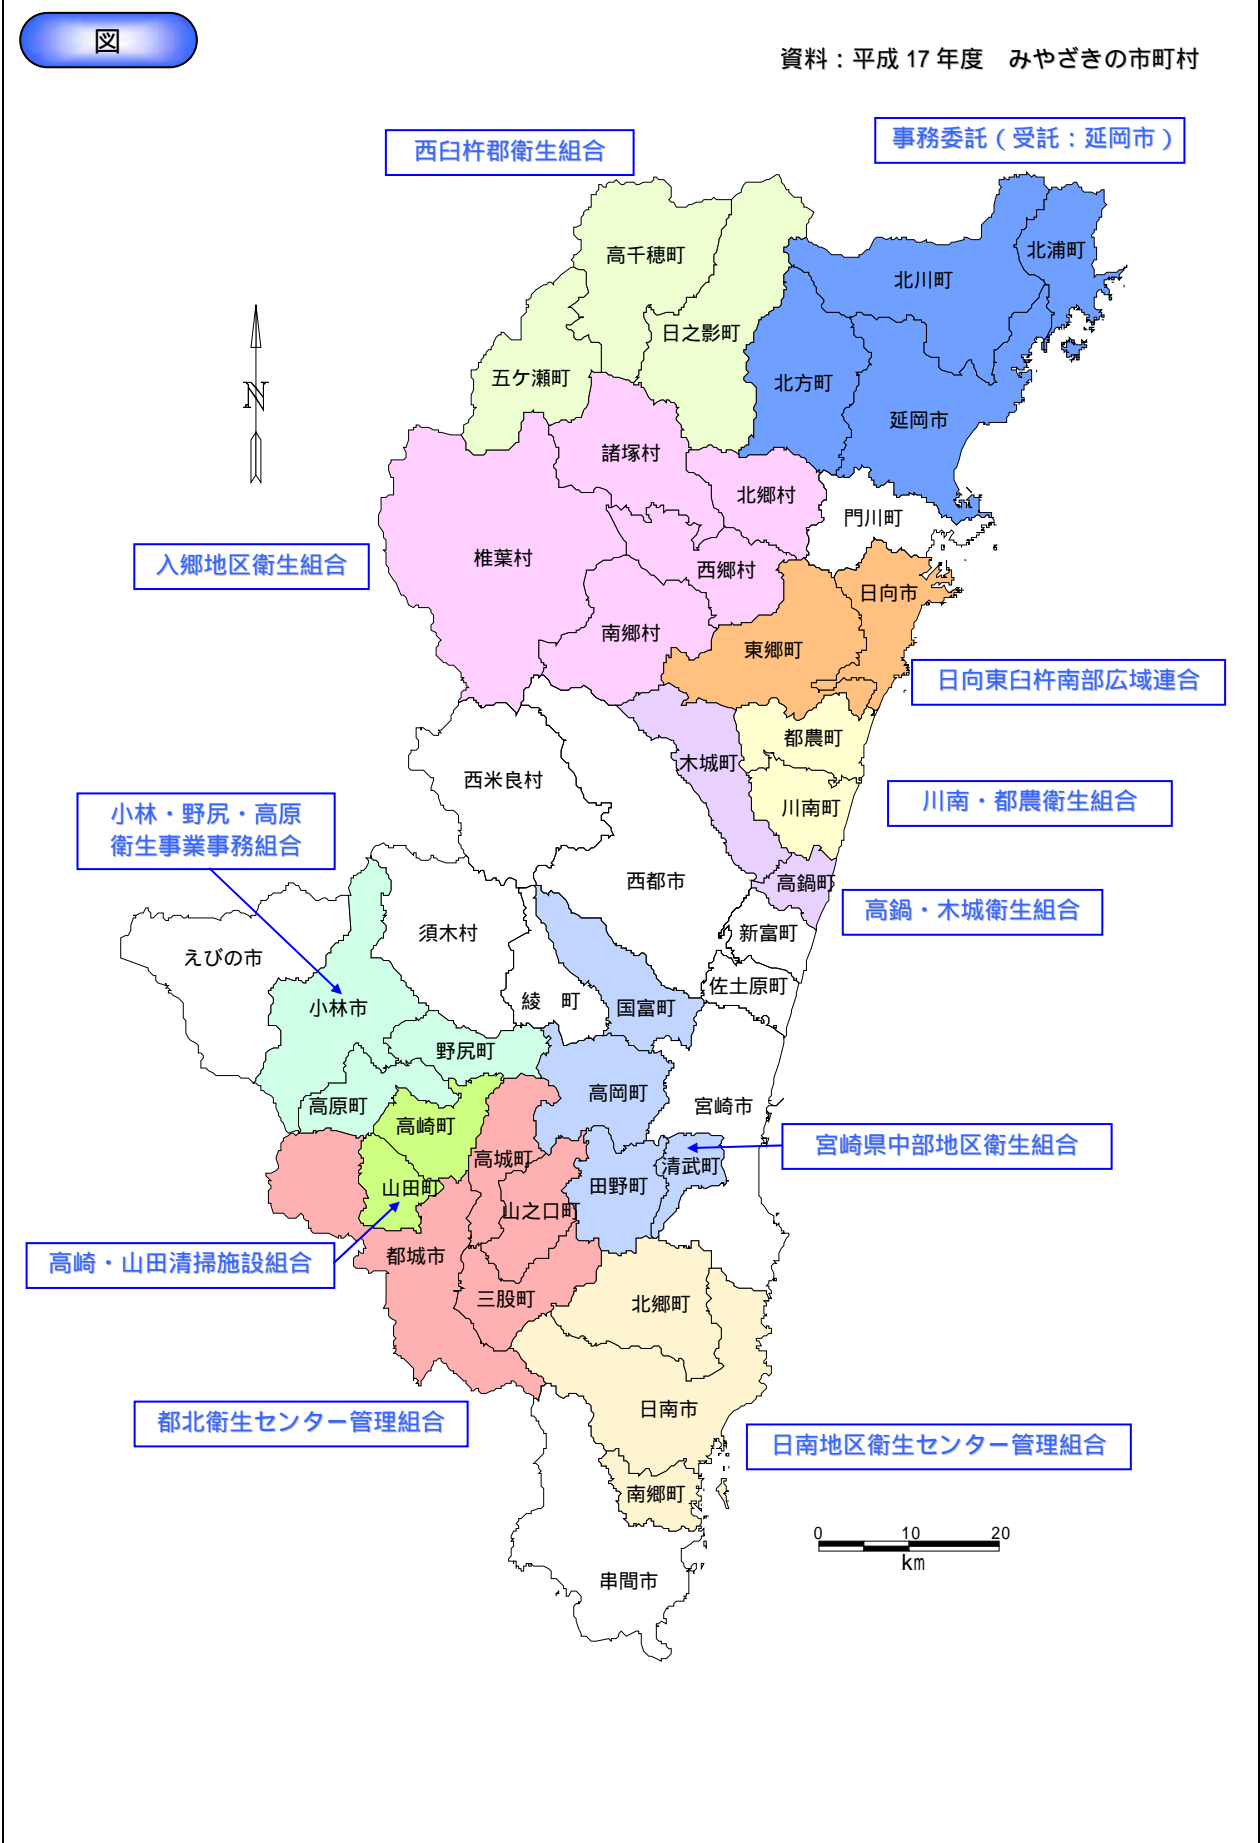 図
資料：平成 17 年度　みやざきの市町村
西臼杵郡衛生組合
事務委託（受託：延岡市）
高千穂町
北浦町
北川町
日之影町
五ケ瀬町
北方町
延岡市
N
諸塚村
北郷村
門川町
椎葉村
入郷地区衛生組合
西郷村
日向市
南郷村
東郷町
日向東臼杵南部広域連合
都農町
木城町
西米良村
川南町
川南・都農衛生組合
小林・野尻・高原
衛生事業事務組合
西都市
高鍋町
高鍋・木城衛生組合
須木村
新富町
えびの市
佐土原町
綾　町
国富町
小林市
野尻町
高岡町
高原町
宮崎市
高崎町
宮崎県中部地区衛生組合
高城町
清武町
山田町
田野町
山之口町
都城市
高崎・山田清掃施設組合
三股町
北郷町
日南市
都北衛生センター管理組合
日南地区衛生センター管理組合
南郷町
0 10 20
km
串間市